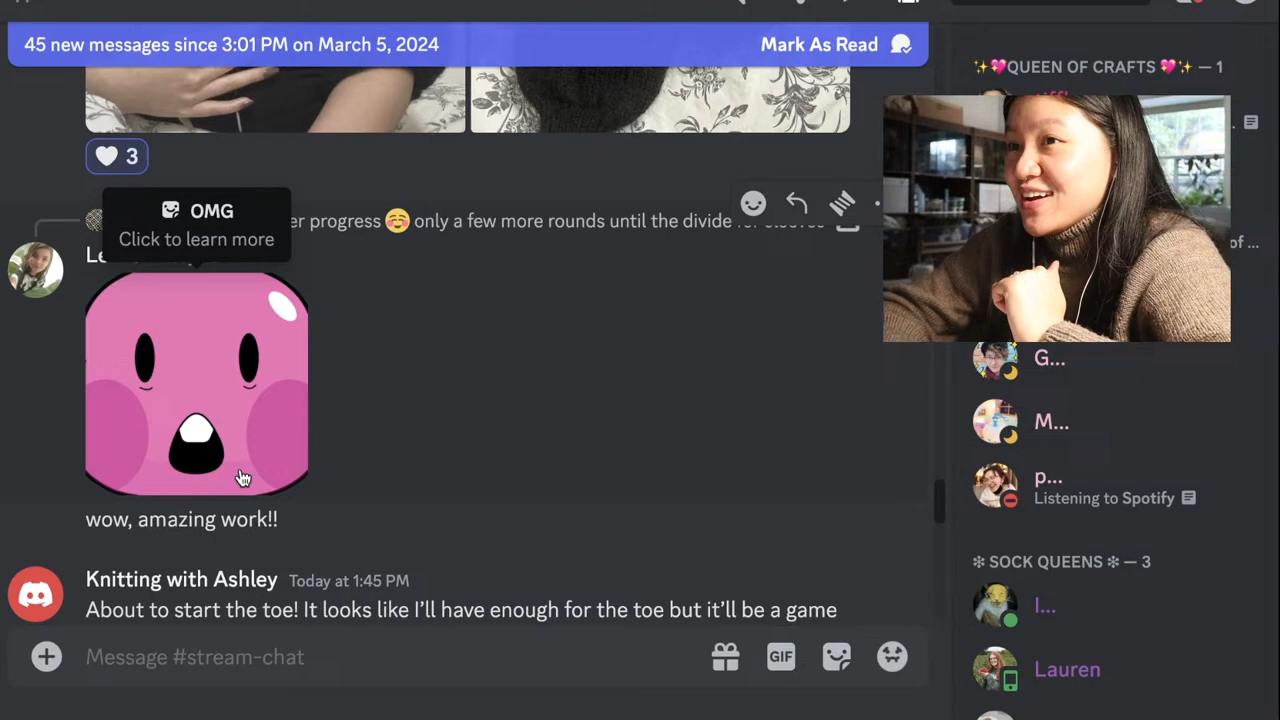 45 new messages since 3:01 PM on March 5, 2024
Mark As Read
✨💖QUEEN OF CRAFTS 💖✨ — 1
3
OMG
Click to learn more
er progress ☺️ only a few more rounds until the divide
of ...
G...
M...
wow, amazing work!!
p...
Listening to Spotify
Knitting with Ashley Today at 1:45 PM
About to start the toe! It looks like I'll have enough for the toe but it'll be a game
❄ SOCK QUEENS ❄ — 3
I...
Message #stream-chat
GIF
Lauren